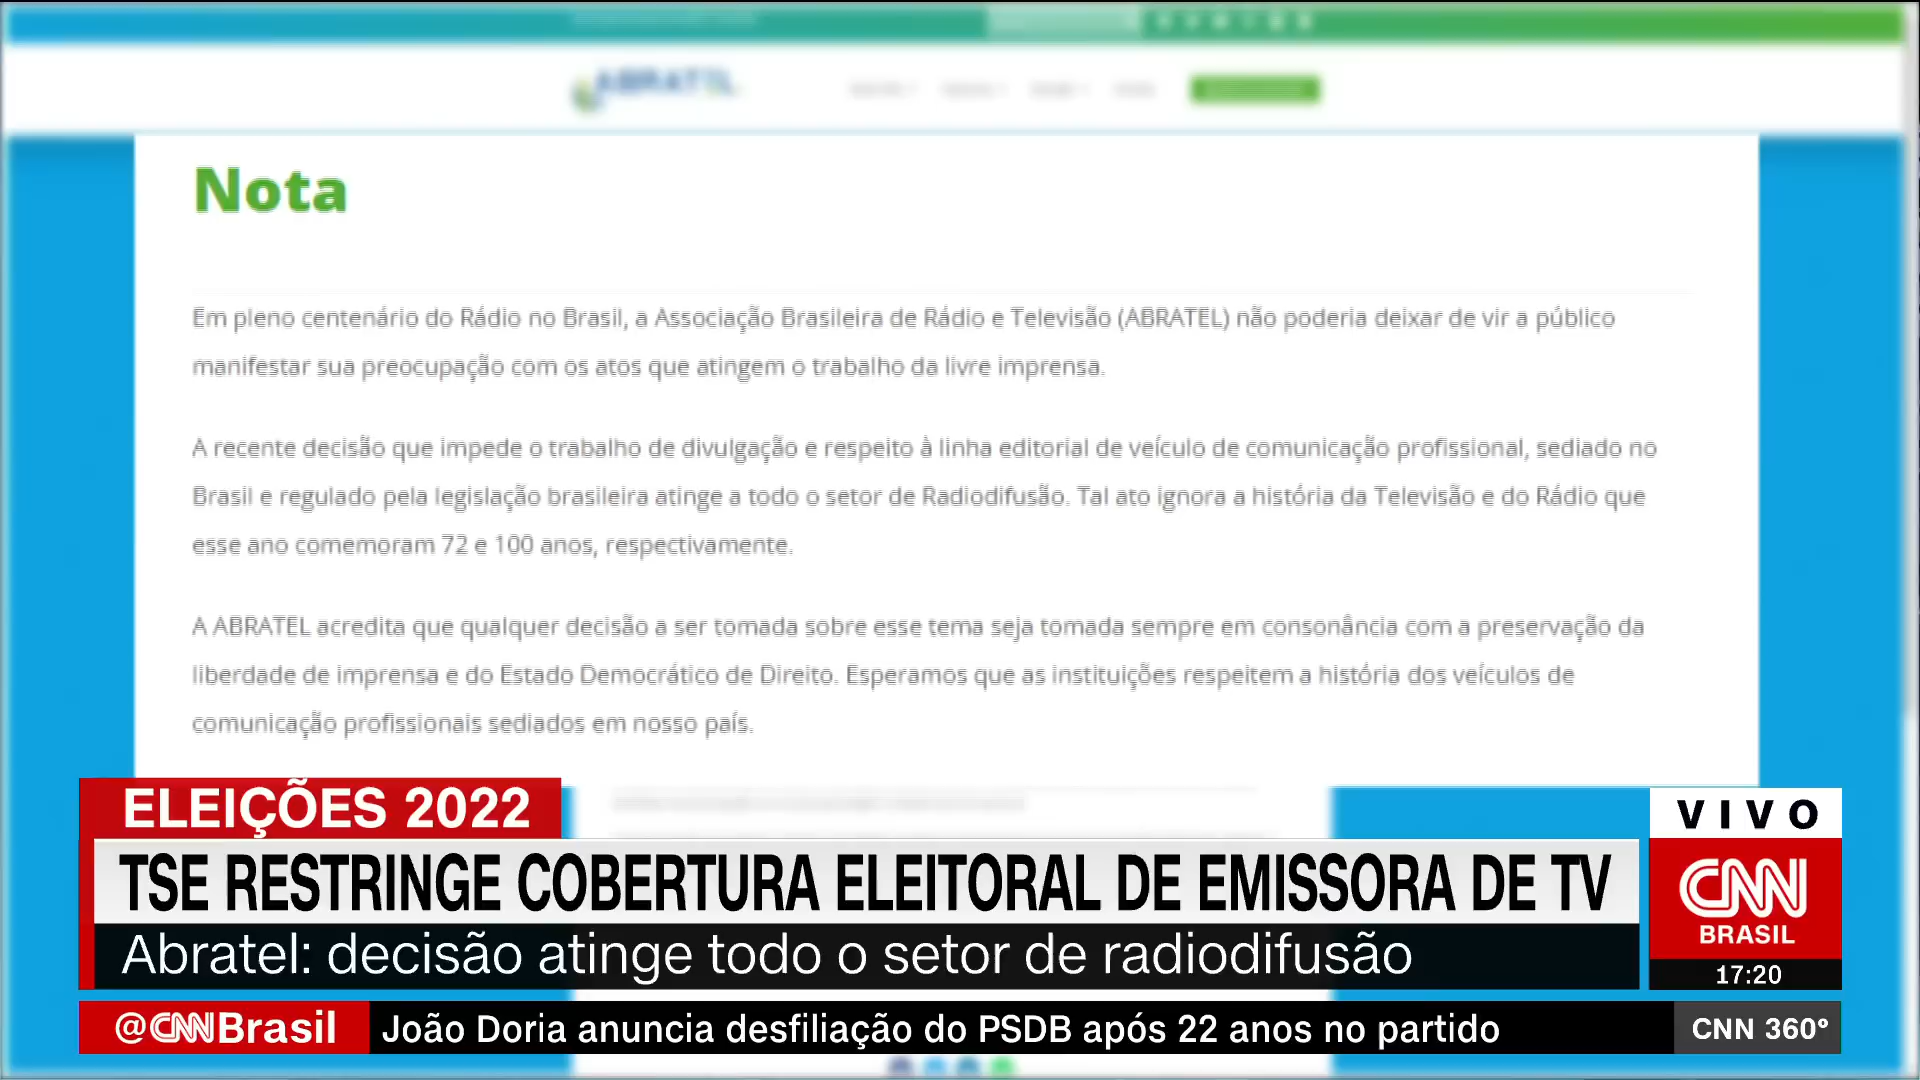 ABRATEL
Nota
Em pleno centenário do Rádio no Brasil, a Associação Brasileira de Rádio e Televisão (ABRATEL) não poderia deixar de vir a público
manifestar sua preocupação com os atos que atingem o trabalho da livre imprensa.
A recente decisão que impede o trabalho de divulgação e respeito à linha editorial de veículo de comunicação profissional, sediado no
Brasil e regulado pela legislação brasileira atinge a todo o setor de Radiodifusão. Tal ato ignora a história da Televisão e do Rádio que
esse ano comemoram 72 e 100 anos, respectivamente.
A ABRATEL acredita que qualquer decisão a ser tomada sobre esse tema seja tomada sempre em consonância com a preservação da
liberdade de imprensa e do Estado Democrático de Direito. Esperamos que as instituições respeitem a história dos veículos de
comunicação profissionais sediados em nosso país.
ELEIÇÕES 2022
TSE RESTRINGE COBERTURA ELEITORAL DE EMISSORA DE TV
Abratel: decisão atinge todo o setor de radiodifusão
VIVO
CNN
BRASIL
17:20
@CNNBrasil
João Doria anuncia desfiliação do PSDB após 22 anos no partido
CNN 360°